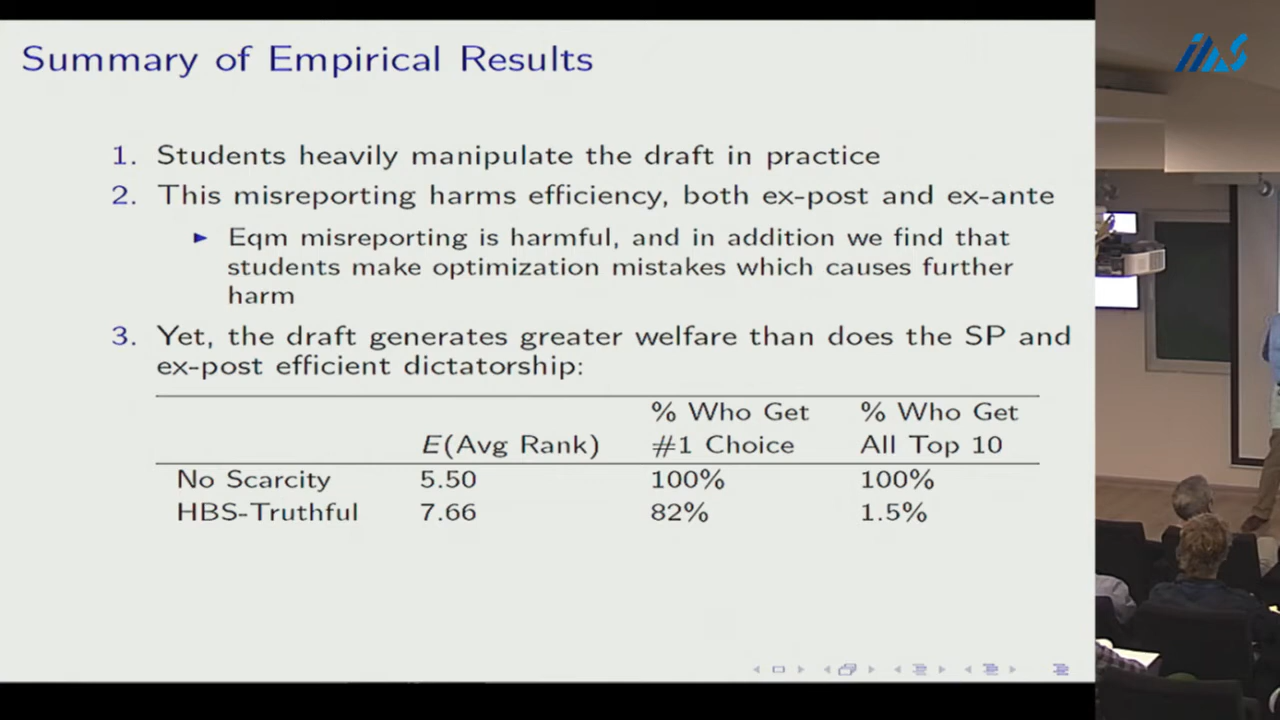 Summary of Empirical Results
1. Students heavily manipulate the draft in practice
2. This misreporting harms efficiency, both ex-post and ex-ante
Eqm misreporting is harmful, and in addition we find that
students make optimization mistakes which causes further
harm
3. Yet, the draft generates greater welfare than does the SP and
ex-post efficient dictatorship:
% Who Get % Who Get
E(Avg Rank) #1 Choice All Top 10
No Scarcity 5.50 100% 100%
HBS-Truthful 7.66 82% 1.5%
IIAS